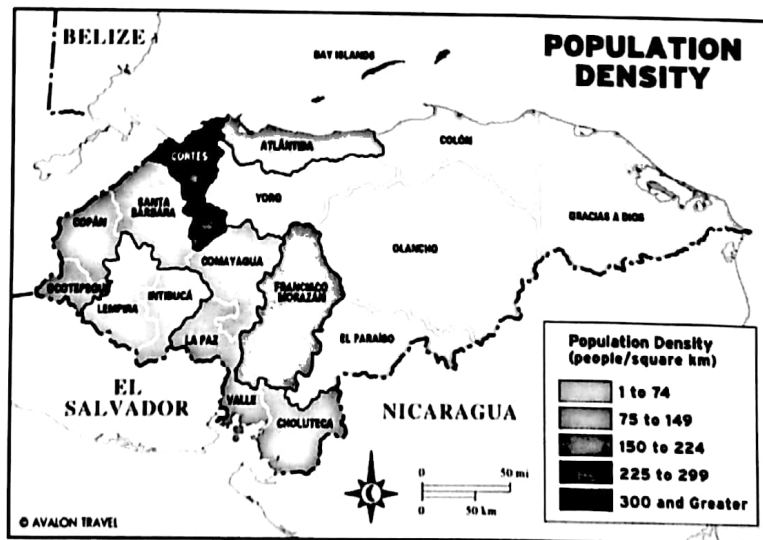 BELIZE
BAY ISLANDS
POPULATION
DENSITY
CORTES
ATLÁNTIDA
COLÓN
YORO
SANTA
BÁRBARA
COPÁN
GRACIAS A DIOS
OLANCHO
COMAYAGUA
OCOTEPEQUE
LEMPIRA
INTIBUCÁ
FRANCISCO
MORAZÁN
LA PAZ
EL PARAÍSO
EL
SALVADOR
VALLE
NICARAGUA
CHOLUTECA
Population Density
(people/square km)
1 to 74
75 to 149
150 to 224
225 to 299
300 and Greater
0 50 mi
0 50 km
© AVALON TRAVEL